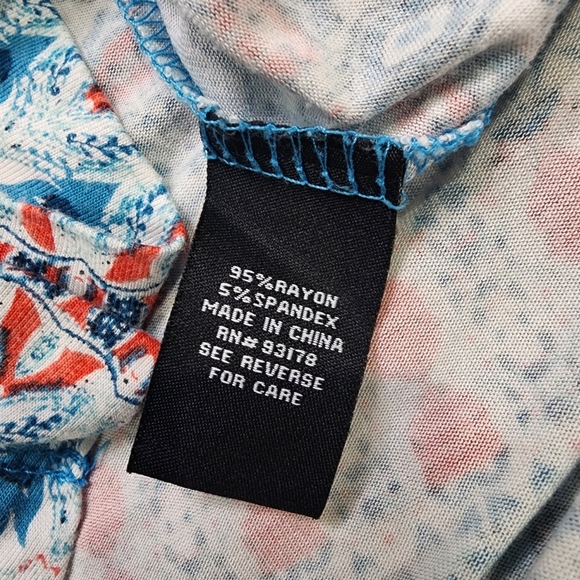 95%RAYON
5%SPANDEX
MADE IN CHINA
RN# 93178
SEE REVERSE
FOR CARE